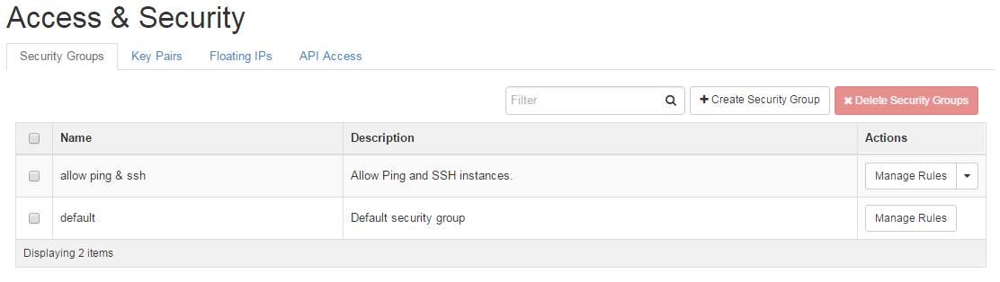 Access & Security
Security Groups Key Pairs Floating IPs API Access
Filter + Create Security Group × Delete Security Groups
Name Description Actions
allow ping & ssh Allow Ping and SSH instances. Manage Rules
default Default security group Manage Rules
Displaying 2 items